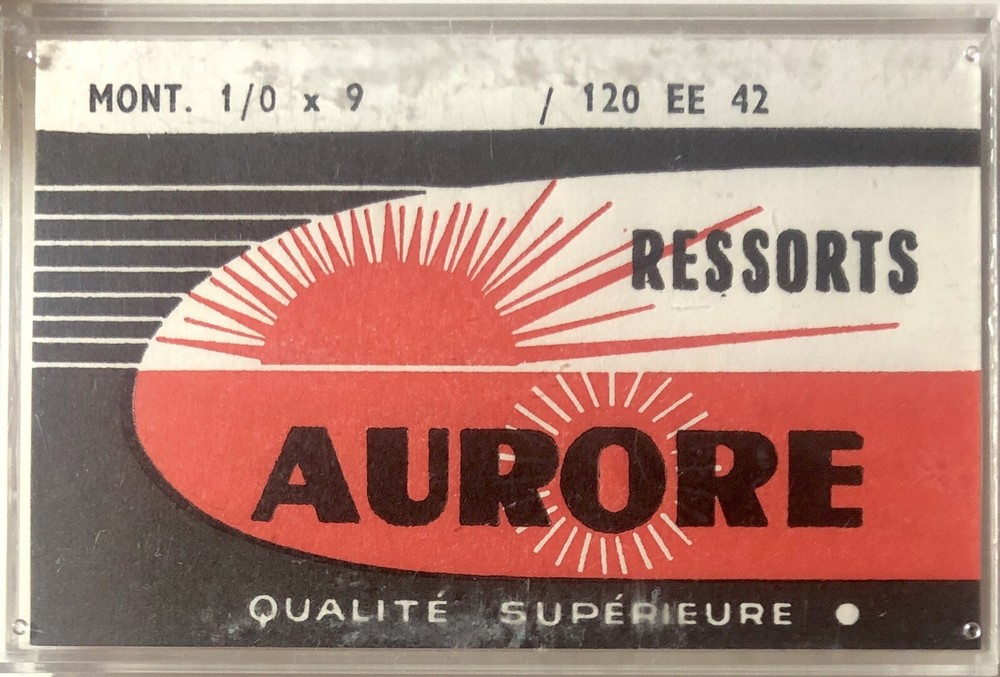 MONT. 1/0 x 9 / 120 EE 42
RESSORTS
AURORE
QUALITÉ SUPÉRIEURE